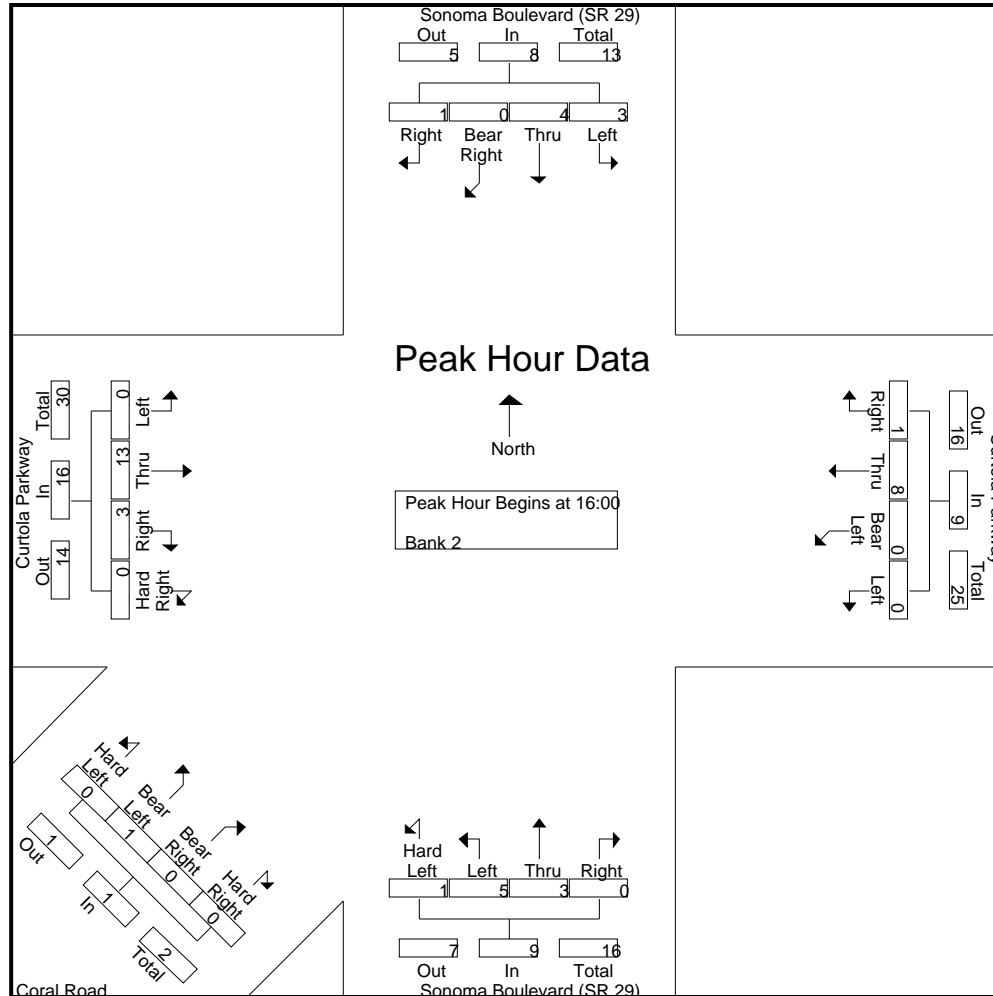 Sonoma Boulevard (SR 29)
Out In Total
5 8 13
1 0 4 3
Right Bear Right Thru Left
Peak Hour Data
North
Peak Hour Begins at 16:00
Bank 2
Curtola Parkway
Total In Out
30 16 14
0 13 3 0
Left Thru Right Hard Right
Right Thru Bear Left Left
1 8 0 0
Out In Total
16 9 25
Hard Left Bear Left Bear Right Hard Right
0 1 0 0
Out In Total
1 1 2
Coral Road
Hard Left Left Thru Right
1 5 3 0
7 9 16
Out In Total
Sonoma Boulevard (SR 29)